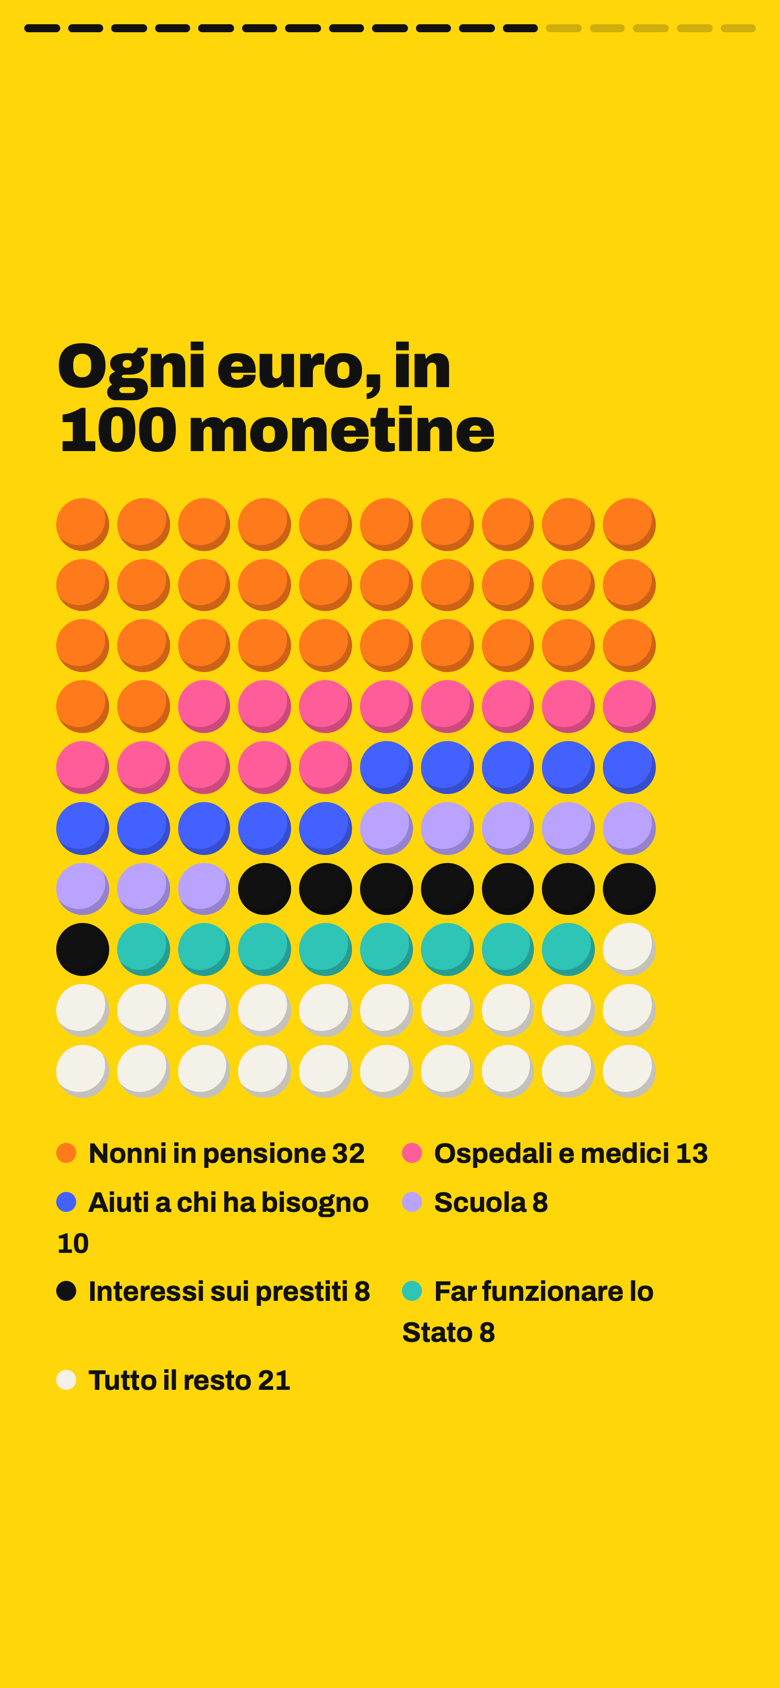 Ogni euro, in
100 monetine
Nonni in pensione 32
Ospedali e medici 13
Aiuti a chi ha bisogno
10
Scuola 8
Interessi sui prestiti 8
Far funzionare lo
Stato 8
Tutto il resto 21